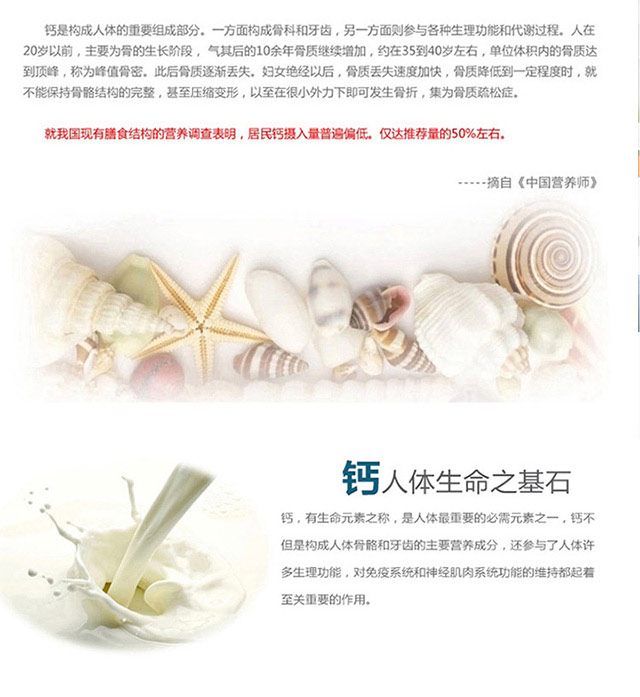 钙是构成人体的重要组成部分。一方面构成骨科和牙齿，另一方面则参与各种生理功能和代谢过程。人在
20岁以前，主要为骨的生长阶段， 气其后的10余年骨质继续增加，约在35到40岁左右，单位体积内的骨质达
到顶峰，称为峰值骨密。此后骨质逐渐丢失。妇女绝经以后，骨质丢失速度加快，骨质降低到一定程度时，就
不能保持骨骼结构的完整，甚至压缩变形，以至在很小外力下即可发生骨折，集为骨质疏松症。
就我国现有膳食结构的营养调查表明，居民钙摄入量普遍偏低。仅达推荐量的50%左右。
-----摘自《中国营养师》
钙人体生命之基石
钙，有生命元素之称，是人体最重要的必需元素之一，钙不
但是构成人体骨骼和牙齿的主要营养成分，还参与了人体许
多生理功能，对免疫系统和神经肌肉系统功能的维持都起着
至关重要的作用。